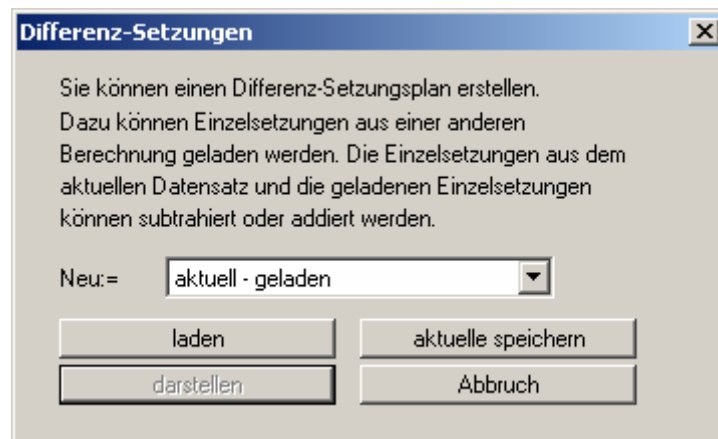 Differenz-Setzungen
Sie können einen Differenz-Setzungsplan erstellen.
Dazu können Einzelsetzungen aus einer anderen
Berechnung geladen werden. Die Einzelsetzungen aus dem
aktuellen Datensatz und die geladenen Einzelsetzungen
können subtrahiert oder addiert werden.
Neu:= aktuell - geladen
laden aktuelle speichern
darstellen Abbruch